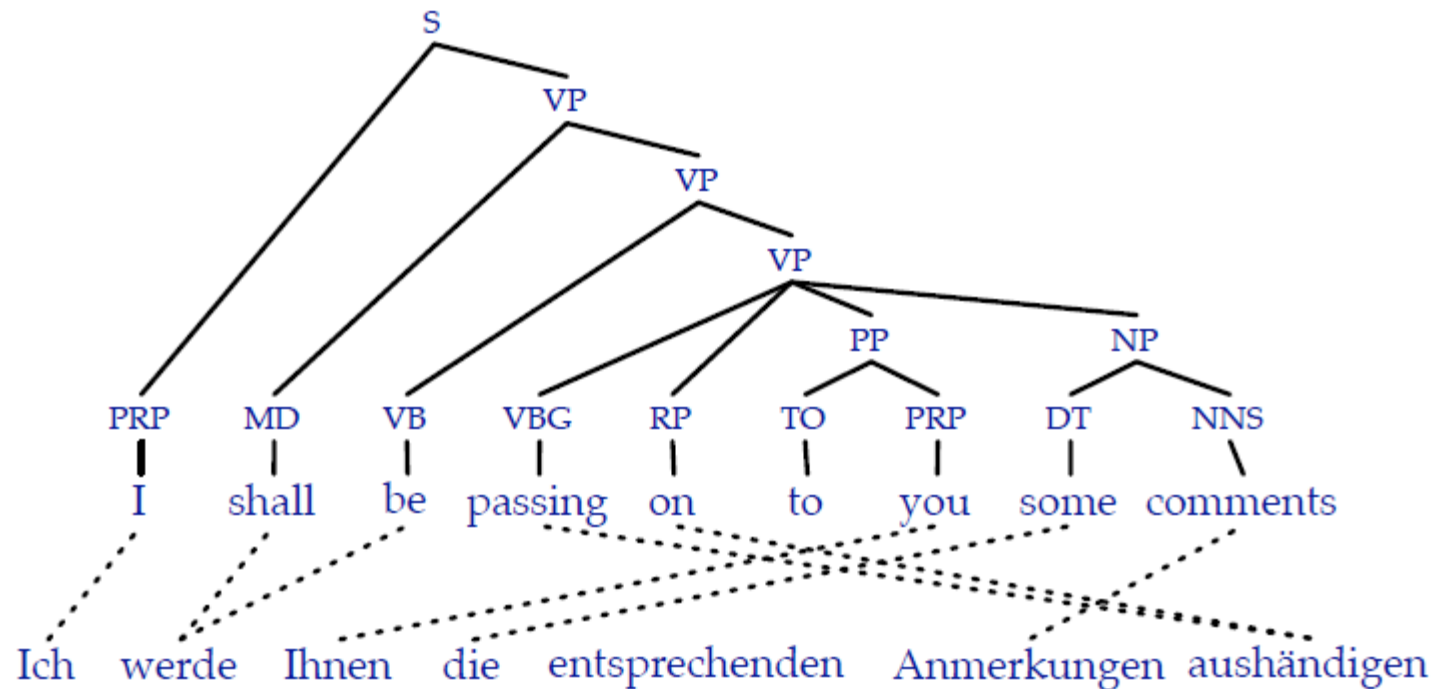 S
VP
VP
VP
PP NP
PRP MD VB VBG RP TO PRP DT NNS
I shall be passing on to you some comments
Ich werde Ihnen die entsprechenden Anmerkungen aushändigen